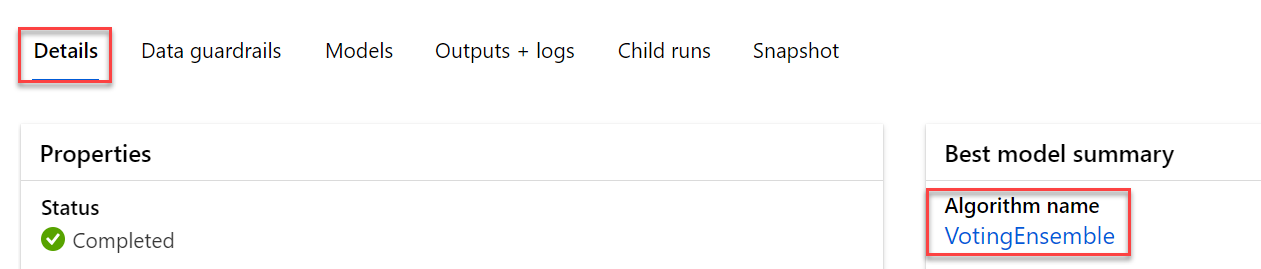 Details Data guardrails Models Outputs + logs Child runs Snapshot
Properties
Status
Completed
Best model summary
Algorithm name
VotingEnsemble